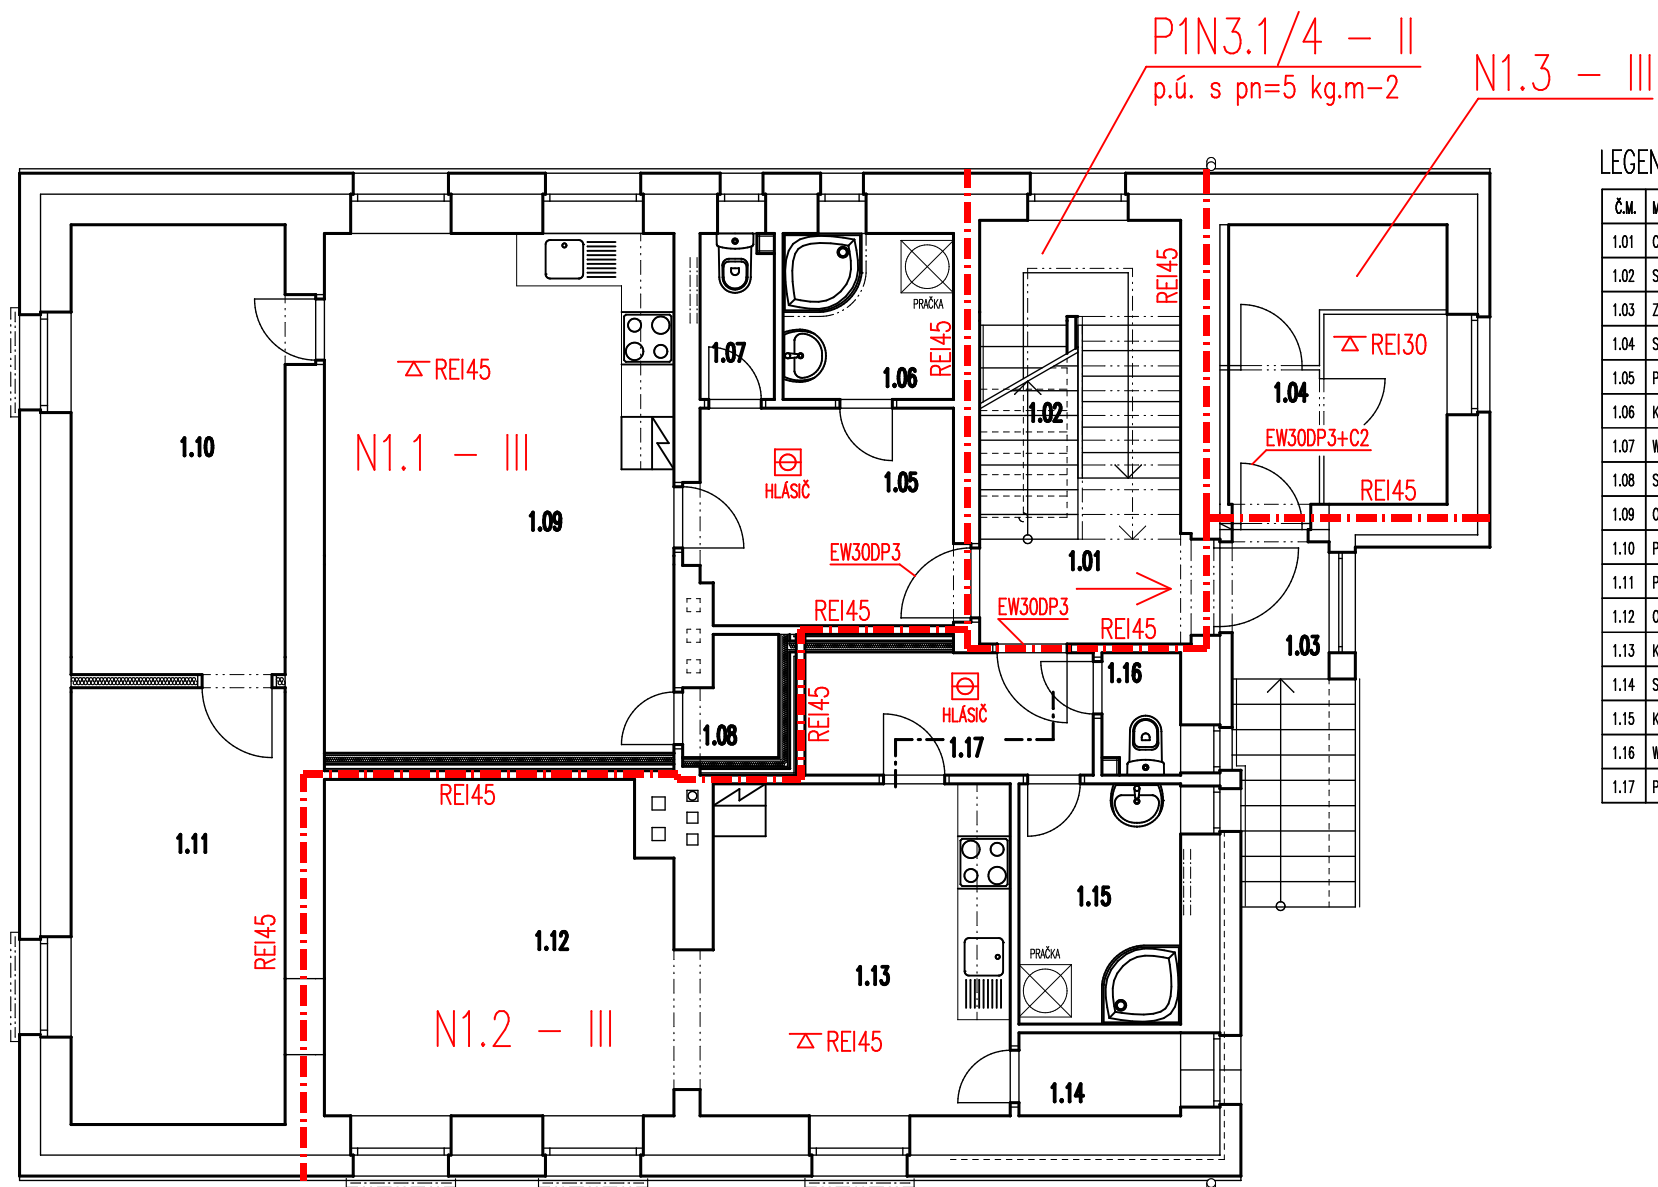 P1N3.1/4 - II
p.ú. s pn=5 kg.m-2
N1.3 - III
LEGEN
Č.M. M
1.01 C
1.02 S
1.03 Z
1.04 S
1.05 P
1.06 K
1.07 W
1.08 S
1.09 C
1.10 P
1.11 P
1.12 C
1.13 K
1.14 S
1.15 K
1.16 W
1.17 P
REI45
PRAČKA
REI45
REI45
1.07
1.06
REI30
1.04
1.02
1.10
N1.1 - III
EW30DP3+C2
HLÁSIČ
1.05
REI45
1.09
EW30DP3
1.01
REI45
EW30DP3
REI45
1.03
1.16
REI45
HLÁSIČ
1.08
1.17
REI45
1.11
1.15
REI45
1.12
PRAČKA
1.13
N1.2 - III
REI45
1.14